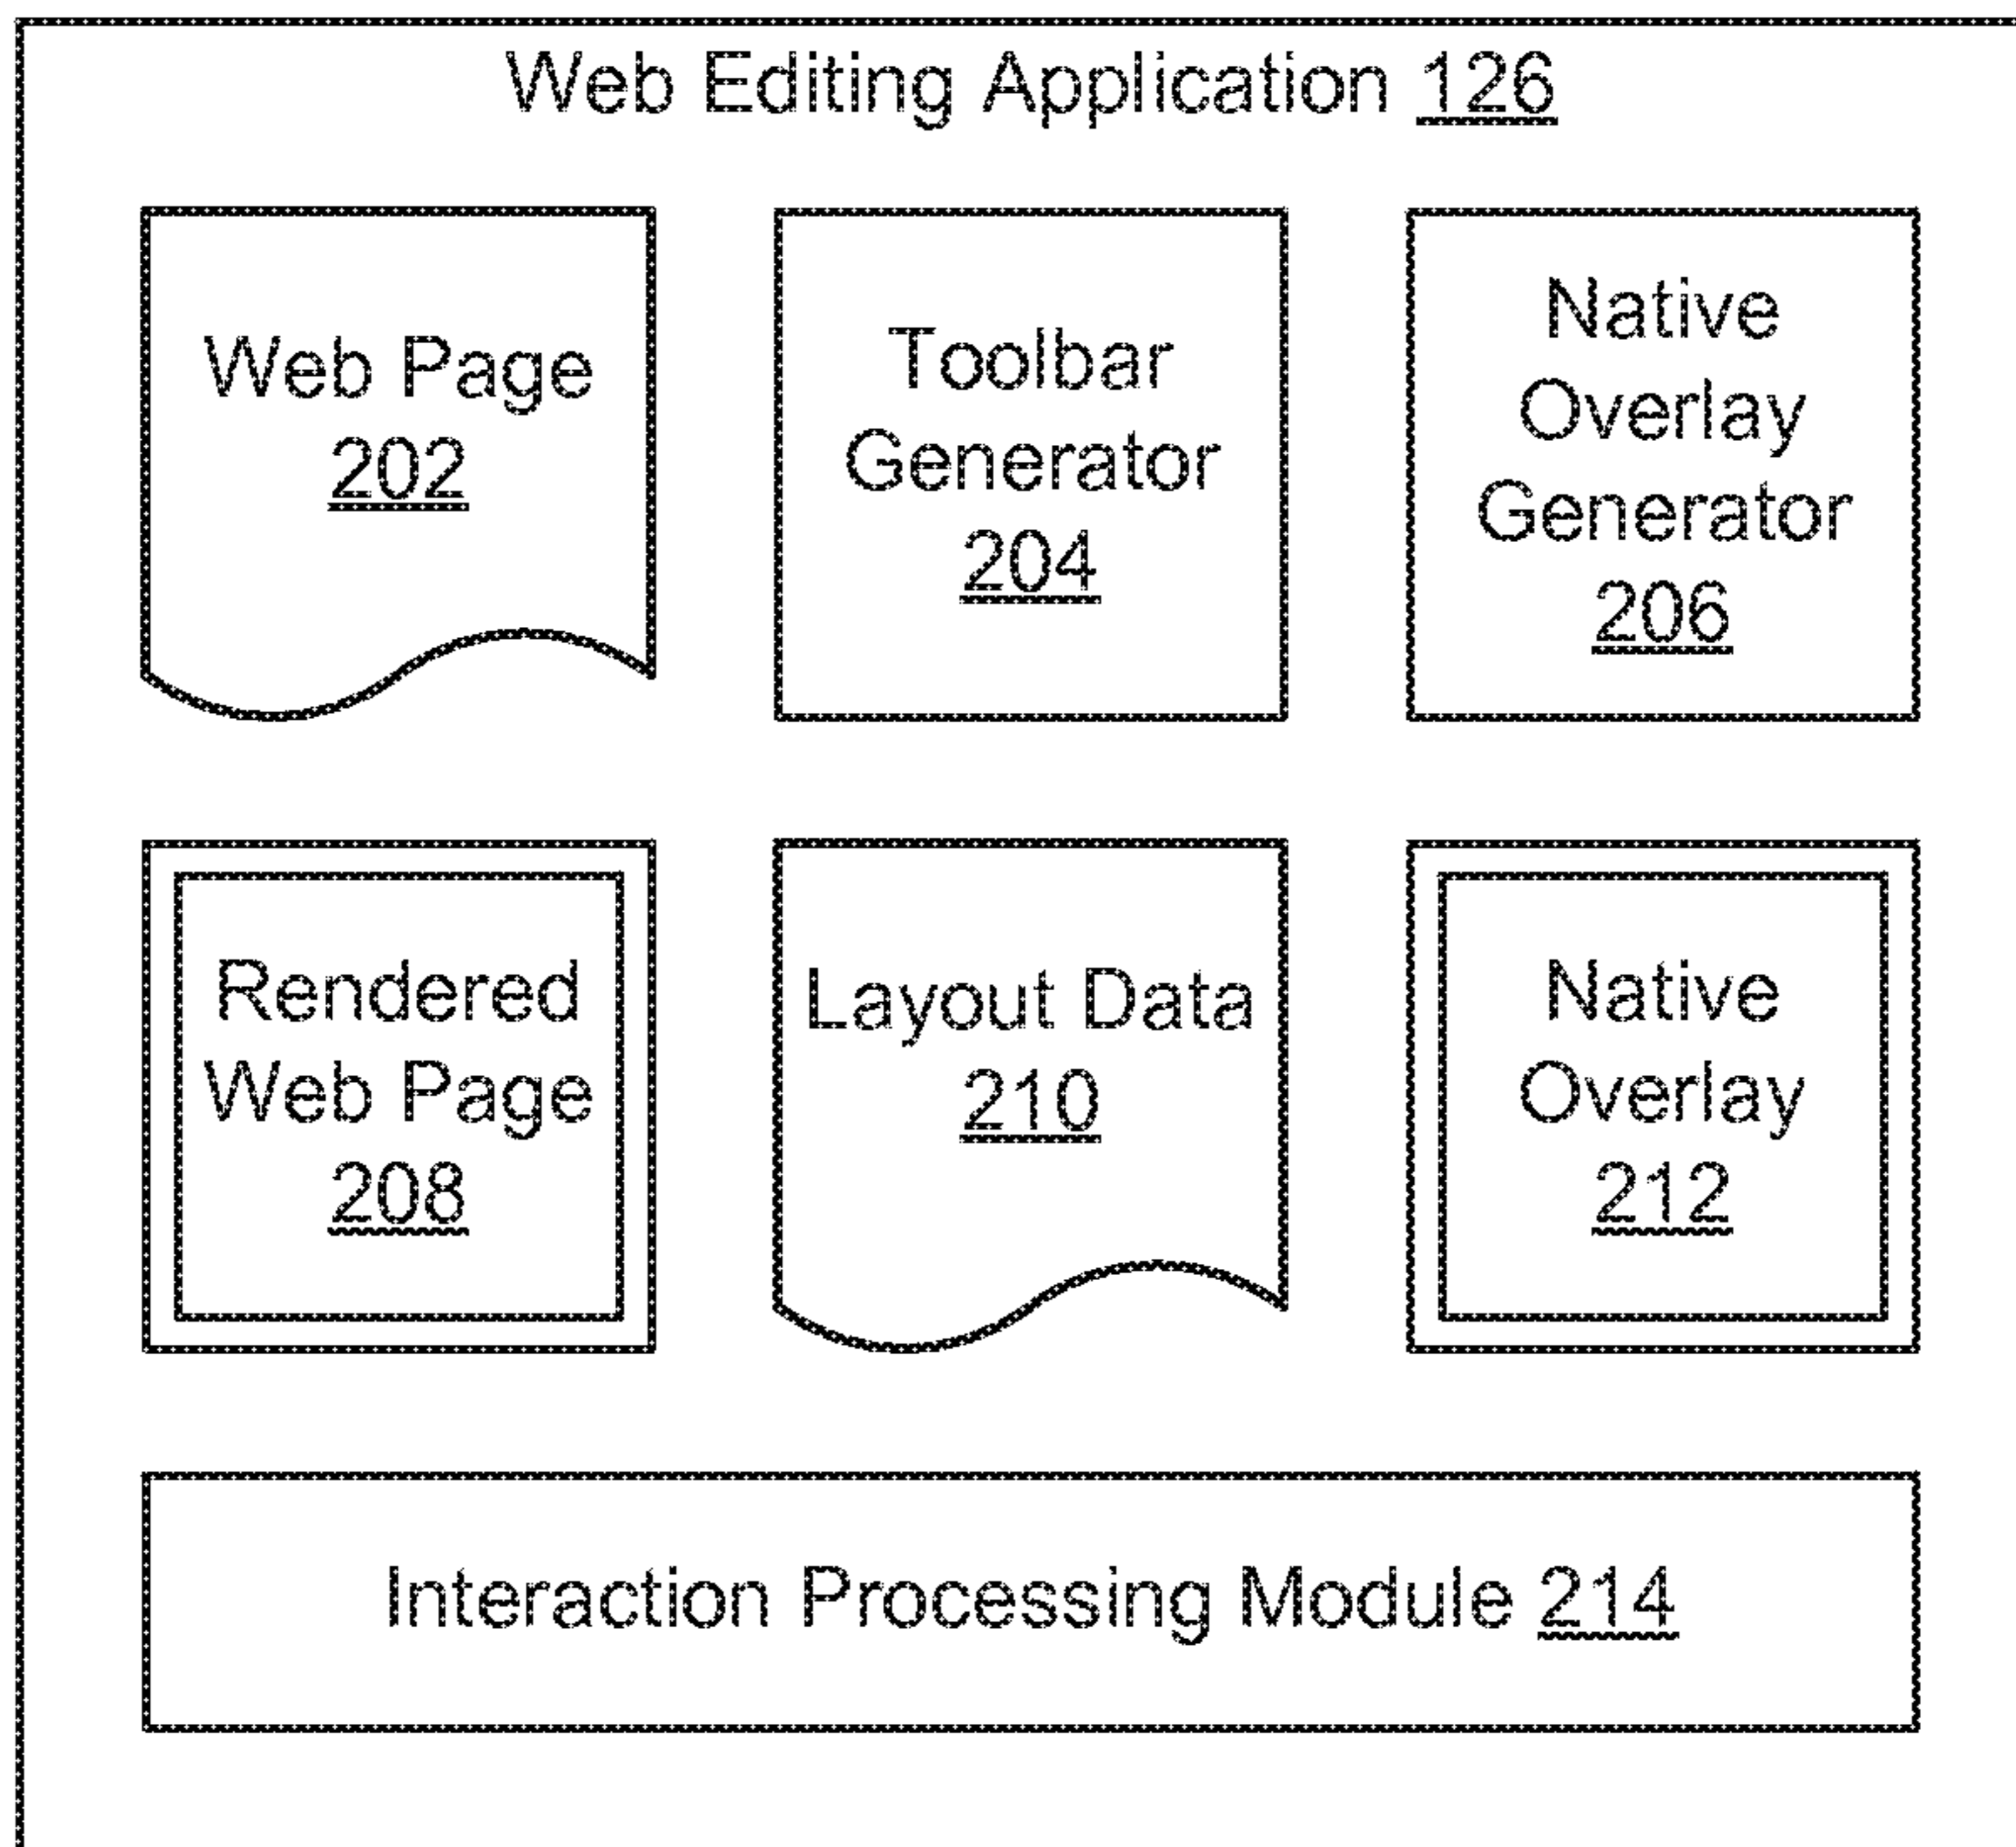 Web Editing Application 126
Web Page
202
Toolbar
Generator
204
Native
Overlay
Generator
206
Rendered
Web Page
208
Layout Data
210
Native
Overlay
212
Interaction Processing Module 214